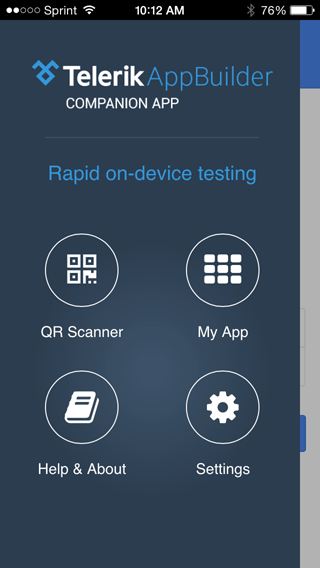 Sprint 10:12 AM 76%
Telerik AppBuilder
COMPANION APP
Rapid on-device testing
QR Scanner My App
Help & About Settings